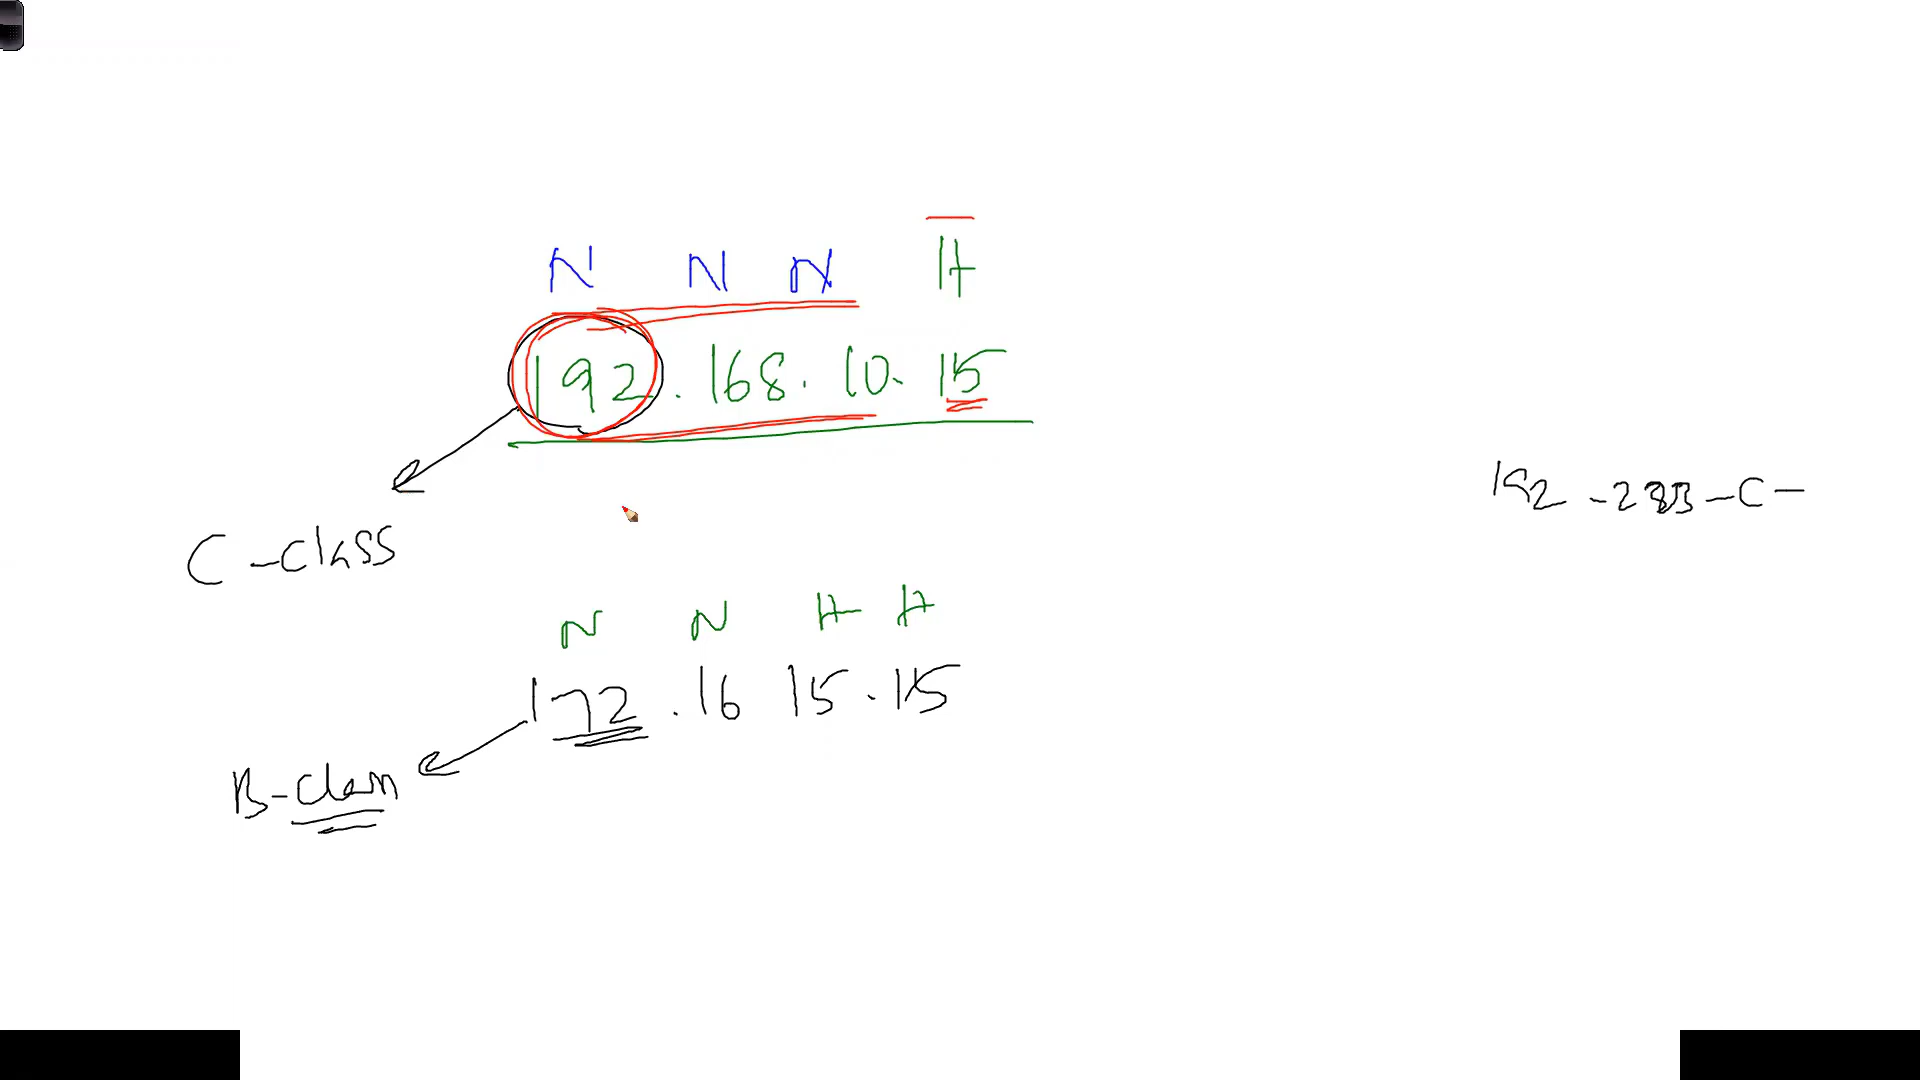 N N N H
192.168.10.15
192 - 223 - C -
C - Class
N N H H
172.16 15.15
B - Class